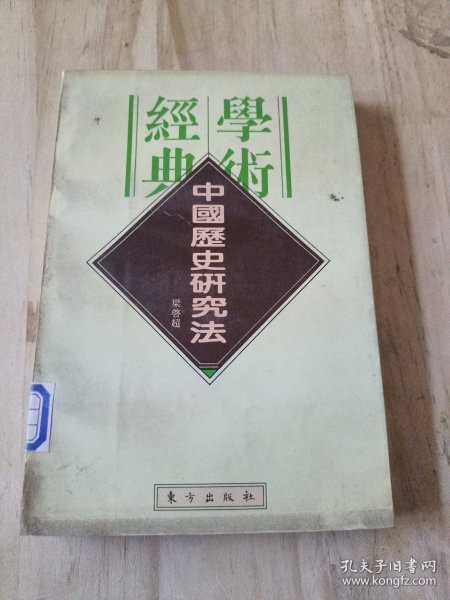 學術
經典
中國歷史研究法
梁啓超
東方出版社
孔夫子旧书网
www.kongfz.com